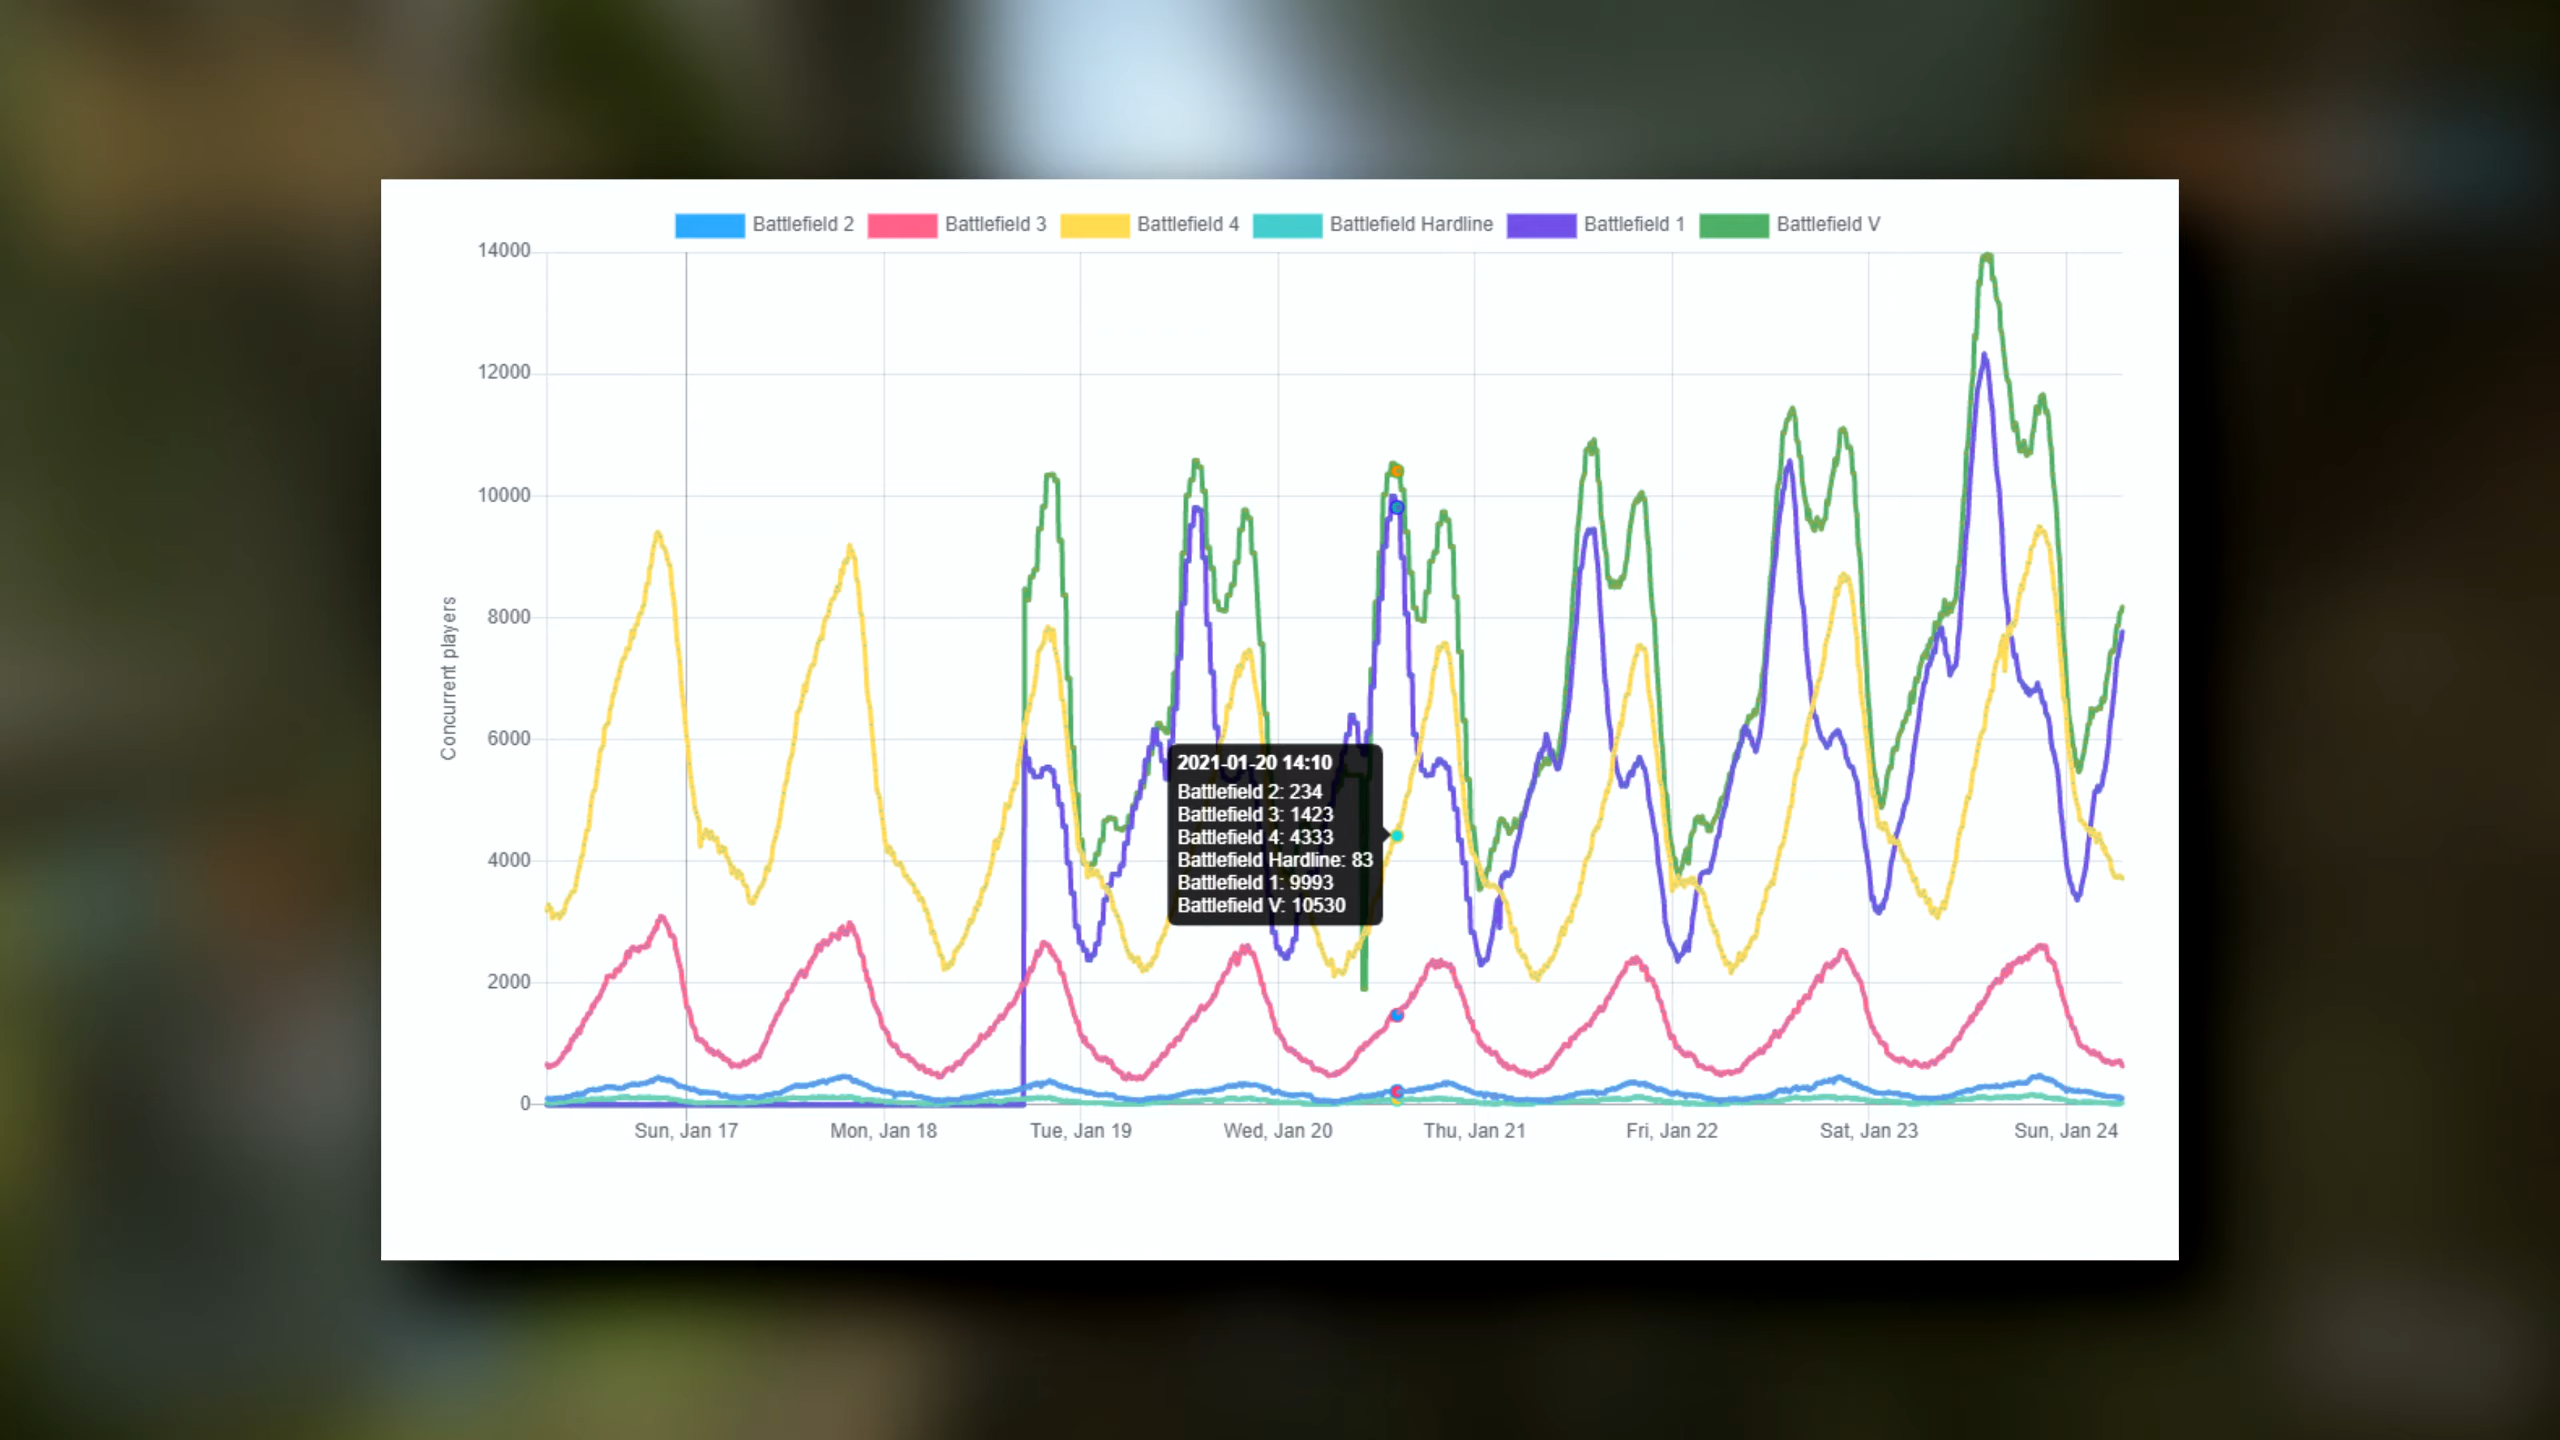 Battlefield 2 Battlefield 3 Battlefield 4 Battlefield Hardline Battlefield 1 Battlefield V
14000
12000
10000
8000
6000
4000
2000
0
Concurrent players
2021-01-20 14:10
Battlefield 2: 234
Battlefield 3: 1423
Battlefield 4: 4333
Battlefield Hardline: 83
Battlefield 1: 9993
Battlefield V: 10530
Sun, Jan 17 Mon, Jan 18 Tue, Jan 19 Wed, Jan 20 Thu, Jan 21 Fri, Jan 22 Sat, Jan 23 Sun, Jan 24